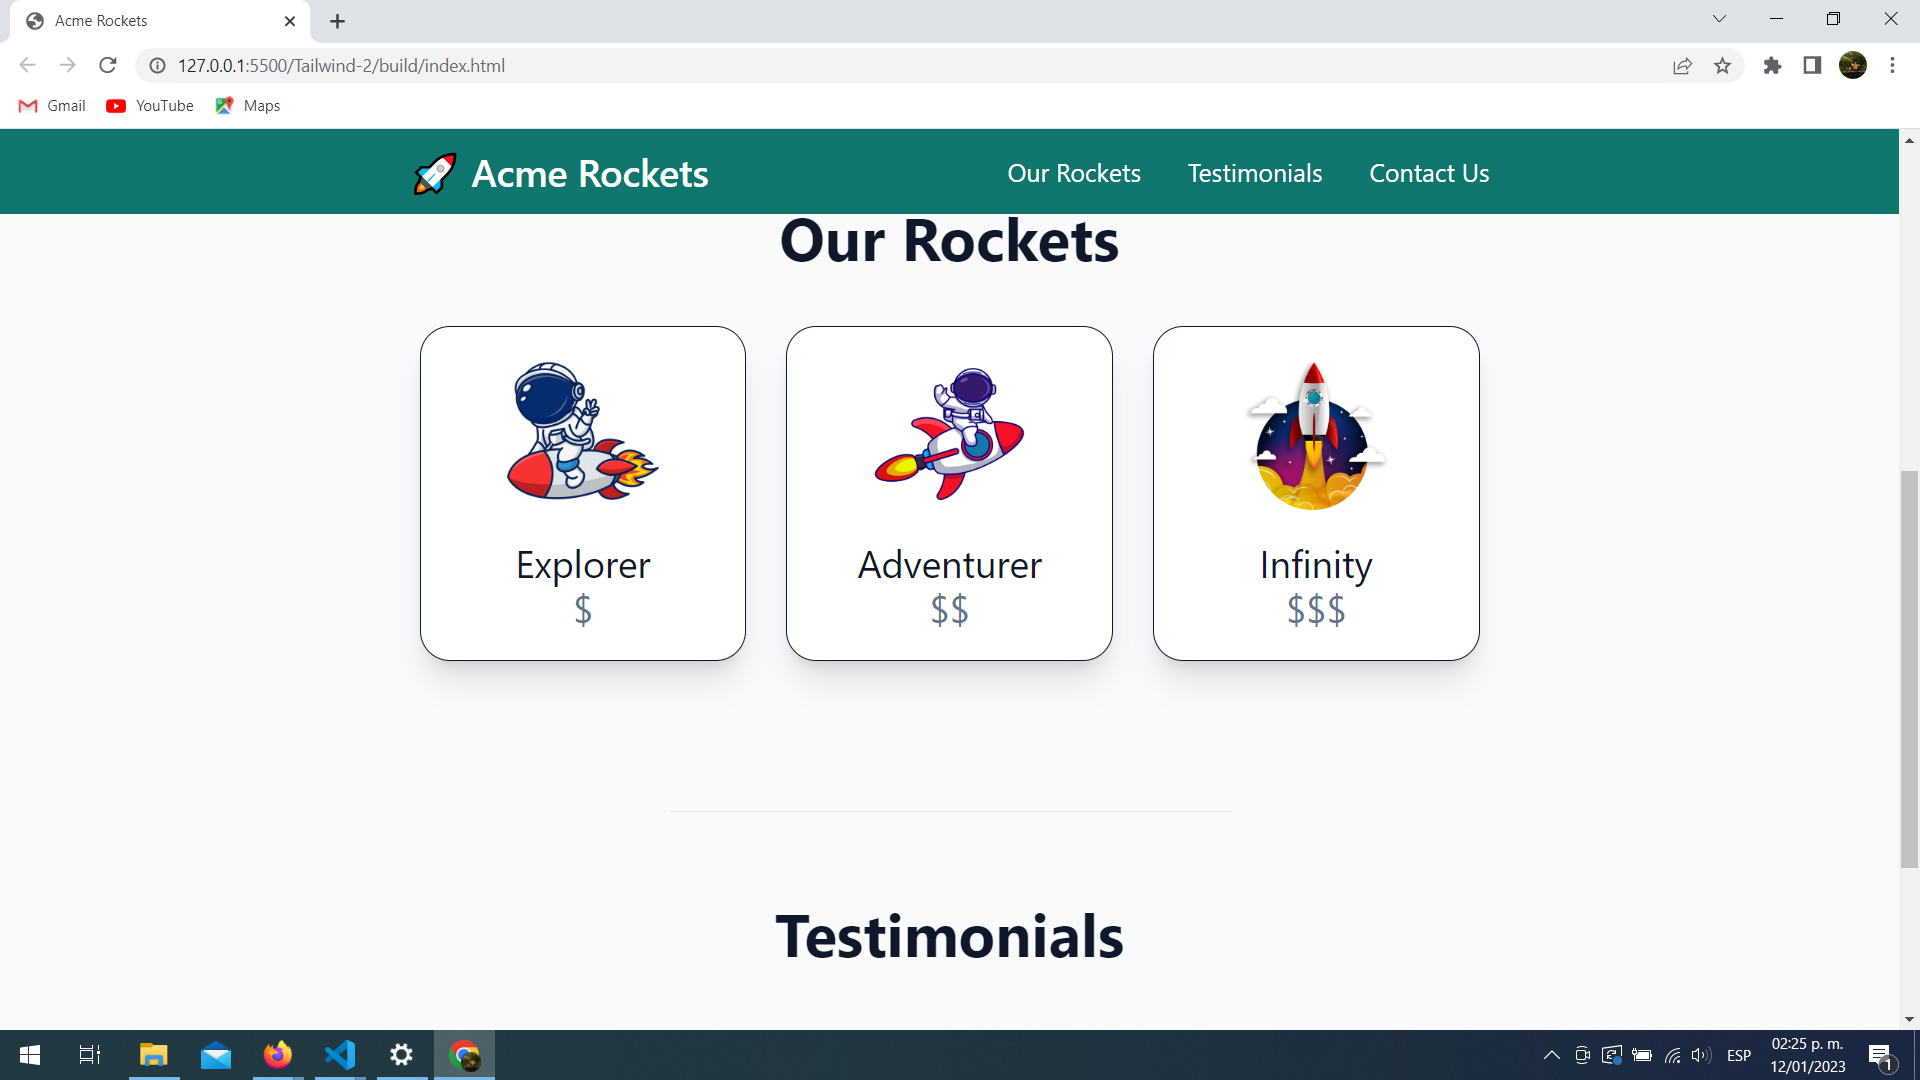 Acme Rockets
127.0.0.1:5500/Tailwind-2/build/index.html
Gmail YouTube Maps
Acme Rockets Our Rockets Testimonials Contact Us
Our Rockets
Explorer
$
Adventurer
$$
Infinity
$$$
Testimonials
ESP
02:25 p. m.
12/01/2023
1